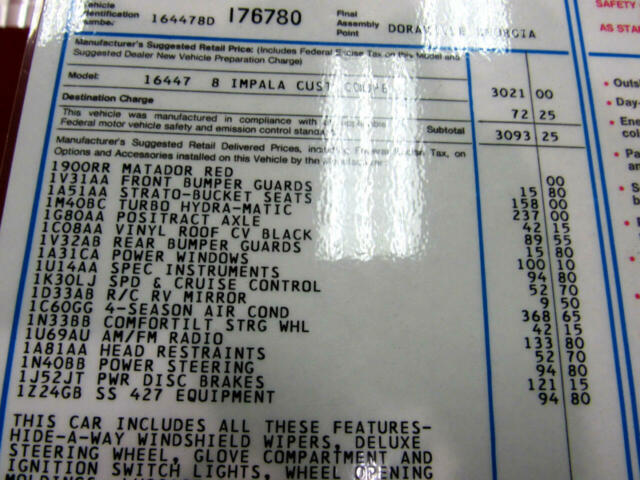 Vehicle
Identification Number: 164478D 176780 Final Assembly Point DORAVILLE GEORGIA
SAFETY
AS STAN
Manufacturer's Suggested Retail Price: (Includes Federal Excise Tax on this Model and
Suggested Dealer New Vehicle Preparation Charge)
Model: 16447 8 IMPALA CUST COUPE 3021 00
Destination Charge 72 25
This vehicle was manufactured in compliance with all applicable
Federal motor vehicle safety and emission control standards. Subtotal 3093 25
Manufacturer's Suggested Retail Delivered Prices, Tax, on
Options and Accessories installed on this Vehicle by the
1900RR MATADOR RED 00
1V31AA FRONT BUMPER GUARDS 15 80
1A51AA STRATO-BUCKET SEATS 158 00
1M40BC TURBO HYDRA-MATIC 237 00
1G80AA POSITRACT AXLE 42 15
1C08AA VINYL ROOF CV BLACK 89 55
1V32AB REAR BUMPER GUARDS 15 80
1A31CA POWER WINDOWS 100 10
1U14AA SPEC INSTRUMENTS 94 80
1K30LJ SPD & CRUISE CONTROL 52 70
1D33AB R/C RV MIRROR 9 50
1C60GG 4-SEASON AIR COND 368 65
1N33BB COMFORTILT STRG WHL 42 15
1U69AU AM/FM RADIO 133 80
1A81AA HEAD RESTRAINTS 52 70
1N40BB POWER STEERING 94 80
1J52JT PWR DISC BRAKES 121 15
1Z24GB SS 427 EQUIPMENT 94 80
THIS CAR INCLUDES ALL THESE FEATURES-
HIDE-A-WAY WINDSHIELD WIPERS, DELUXE
STEERING WHEEL, GLOVE COMPARTMENT AND
IGNITION SWITCH LIGHTS, WHEEL OPENING